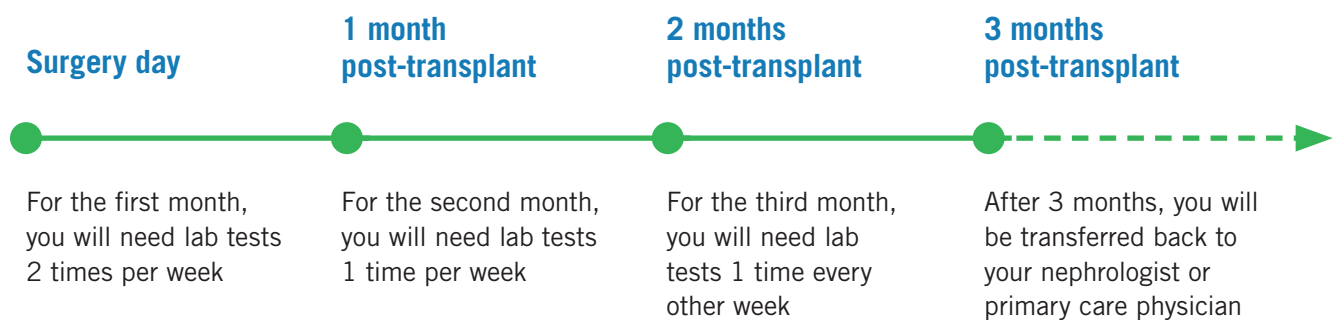 Surgery day
1 month
post-transplant
2 months
post-transplant
3 months
post-transplant
For the first month,
you will need lab tests
2 times per week
For the second month,
you will need lab tests
1 time per week
For the third month,
you will need lab
tests 1 time every
other week
After 3 months, you will
be transferred back to
your nephrologist or
primary care physician